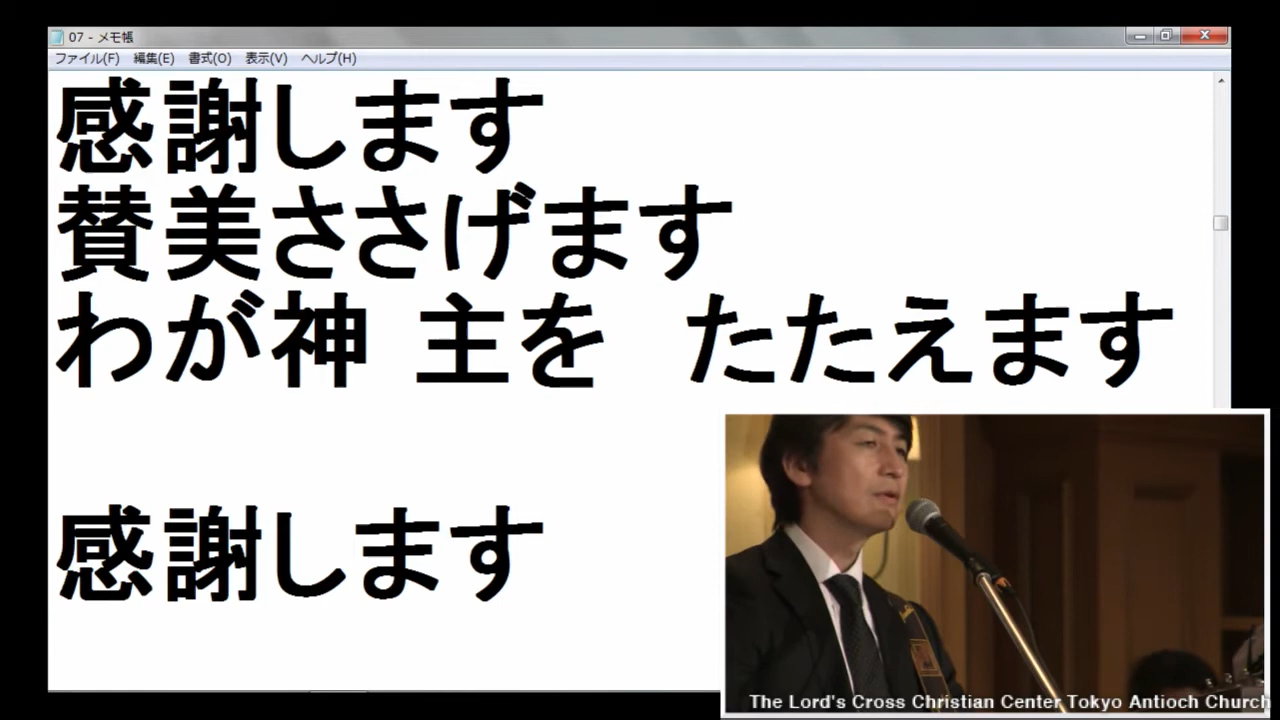 07 - メモ帳
ファイル(F) 編集(E) 書式(O) 表示(V) ヘルプ(H)
感謝します
賛美ささげます
わが神 主を　たたえます
感謝します
The Lord's Cross Christian Center Tokyo Antioch Church